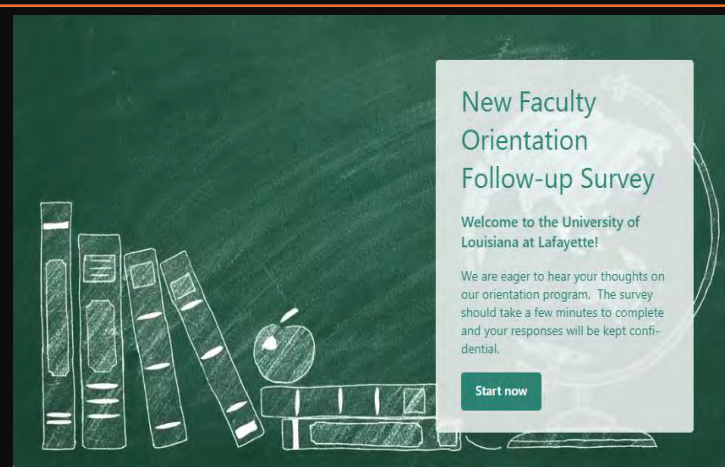 New Faculty
Orientation
Follow-up Survey
Welcome to the University of
Louisiana at Lafayette!
We are eager to hear your thoughts on
our orientation program.  The survey
should take a few minutes to complete
and your responses will be kept confi-
dential.
Start now